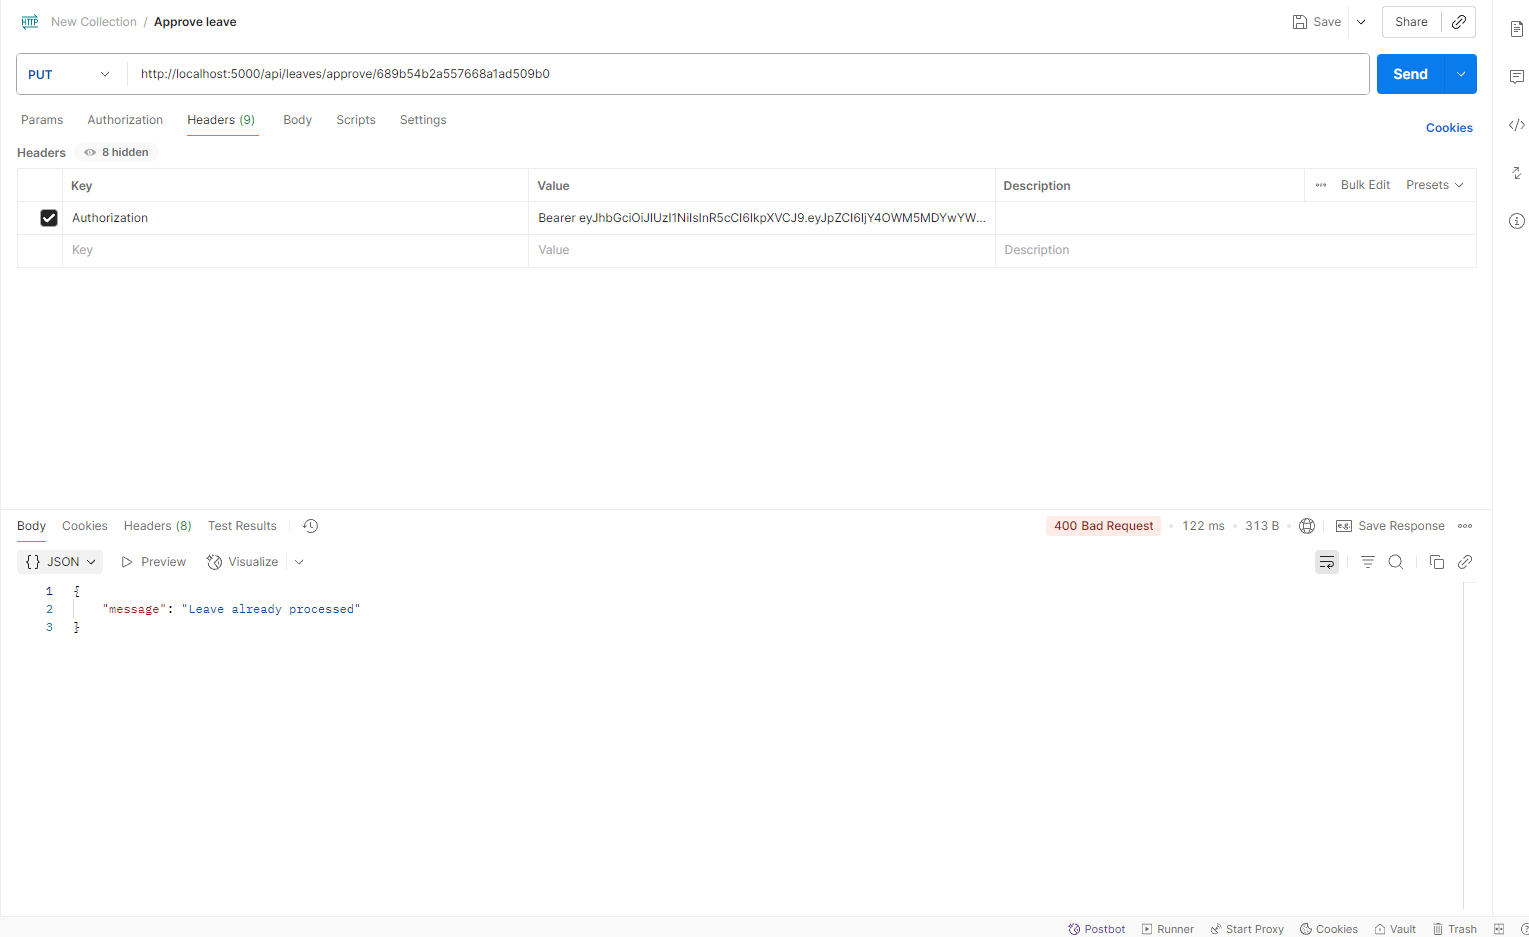 HTTP New Collection / Approve leave
Save
Share
PUT
http://localhost:5000/api/leaves/approve/689b54b2a557668a1ad509b0
Send
Params Authorization Headers (9) Body Scripts Settings
Cookies
Headers 8 hidden
Key Value Description ••• Bulk Edit Presets
Authorization Bearer eyJhbGciOiJIUzI1NiIsInR5cCI6IkpXVCJ9.eyJpZCI6IjY4OWM5MDYwYW...
Key Value Description
Body Cookies Headers (8) Test Results
400 Bad Request • 122 ms • 313 B • e.g. Save Response
{} JSON Preview Visualize
1 {
2 "message": "Leave already processed"
3 }
Postbot Runner Start Proxy Cookies Vault Trash